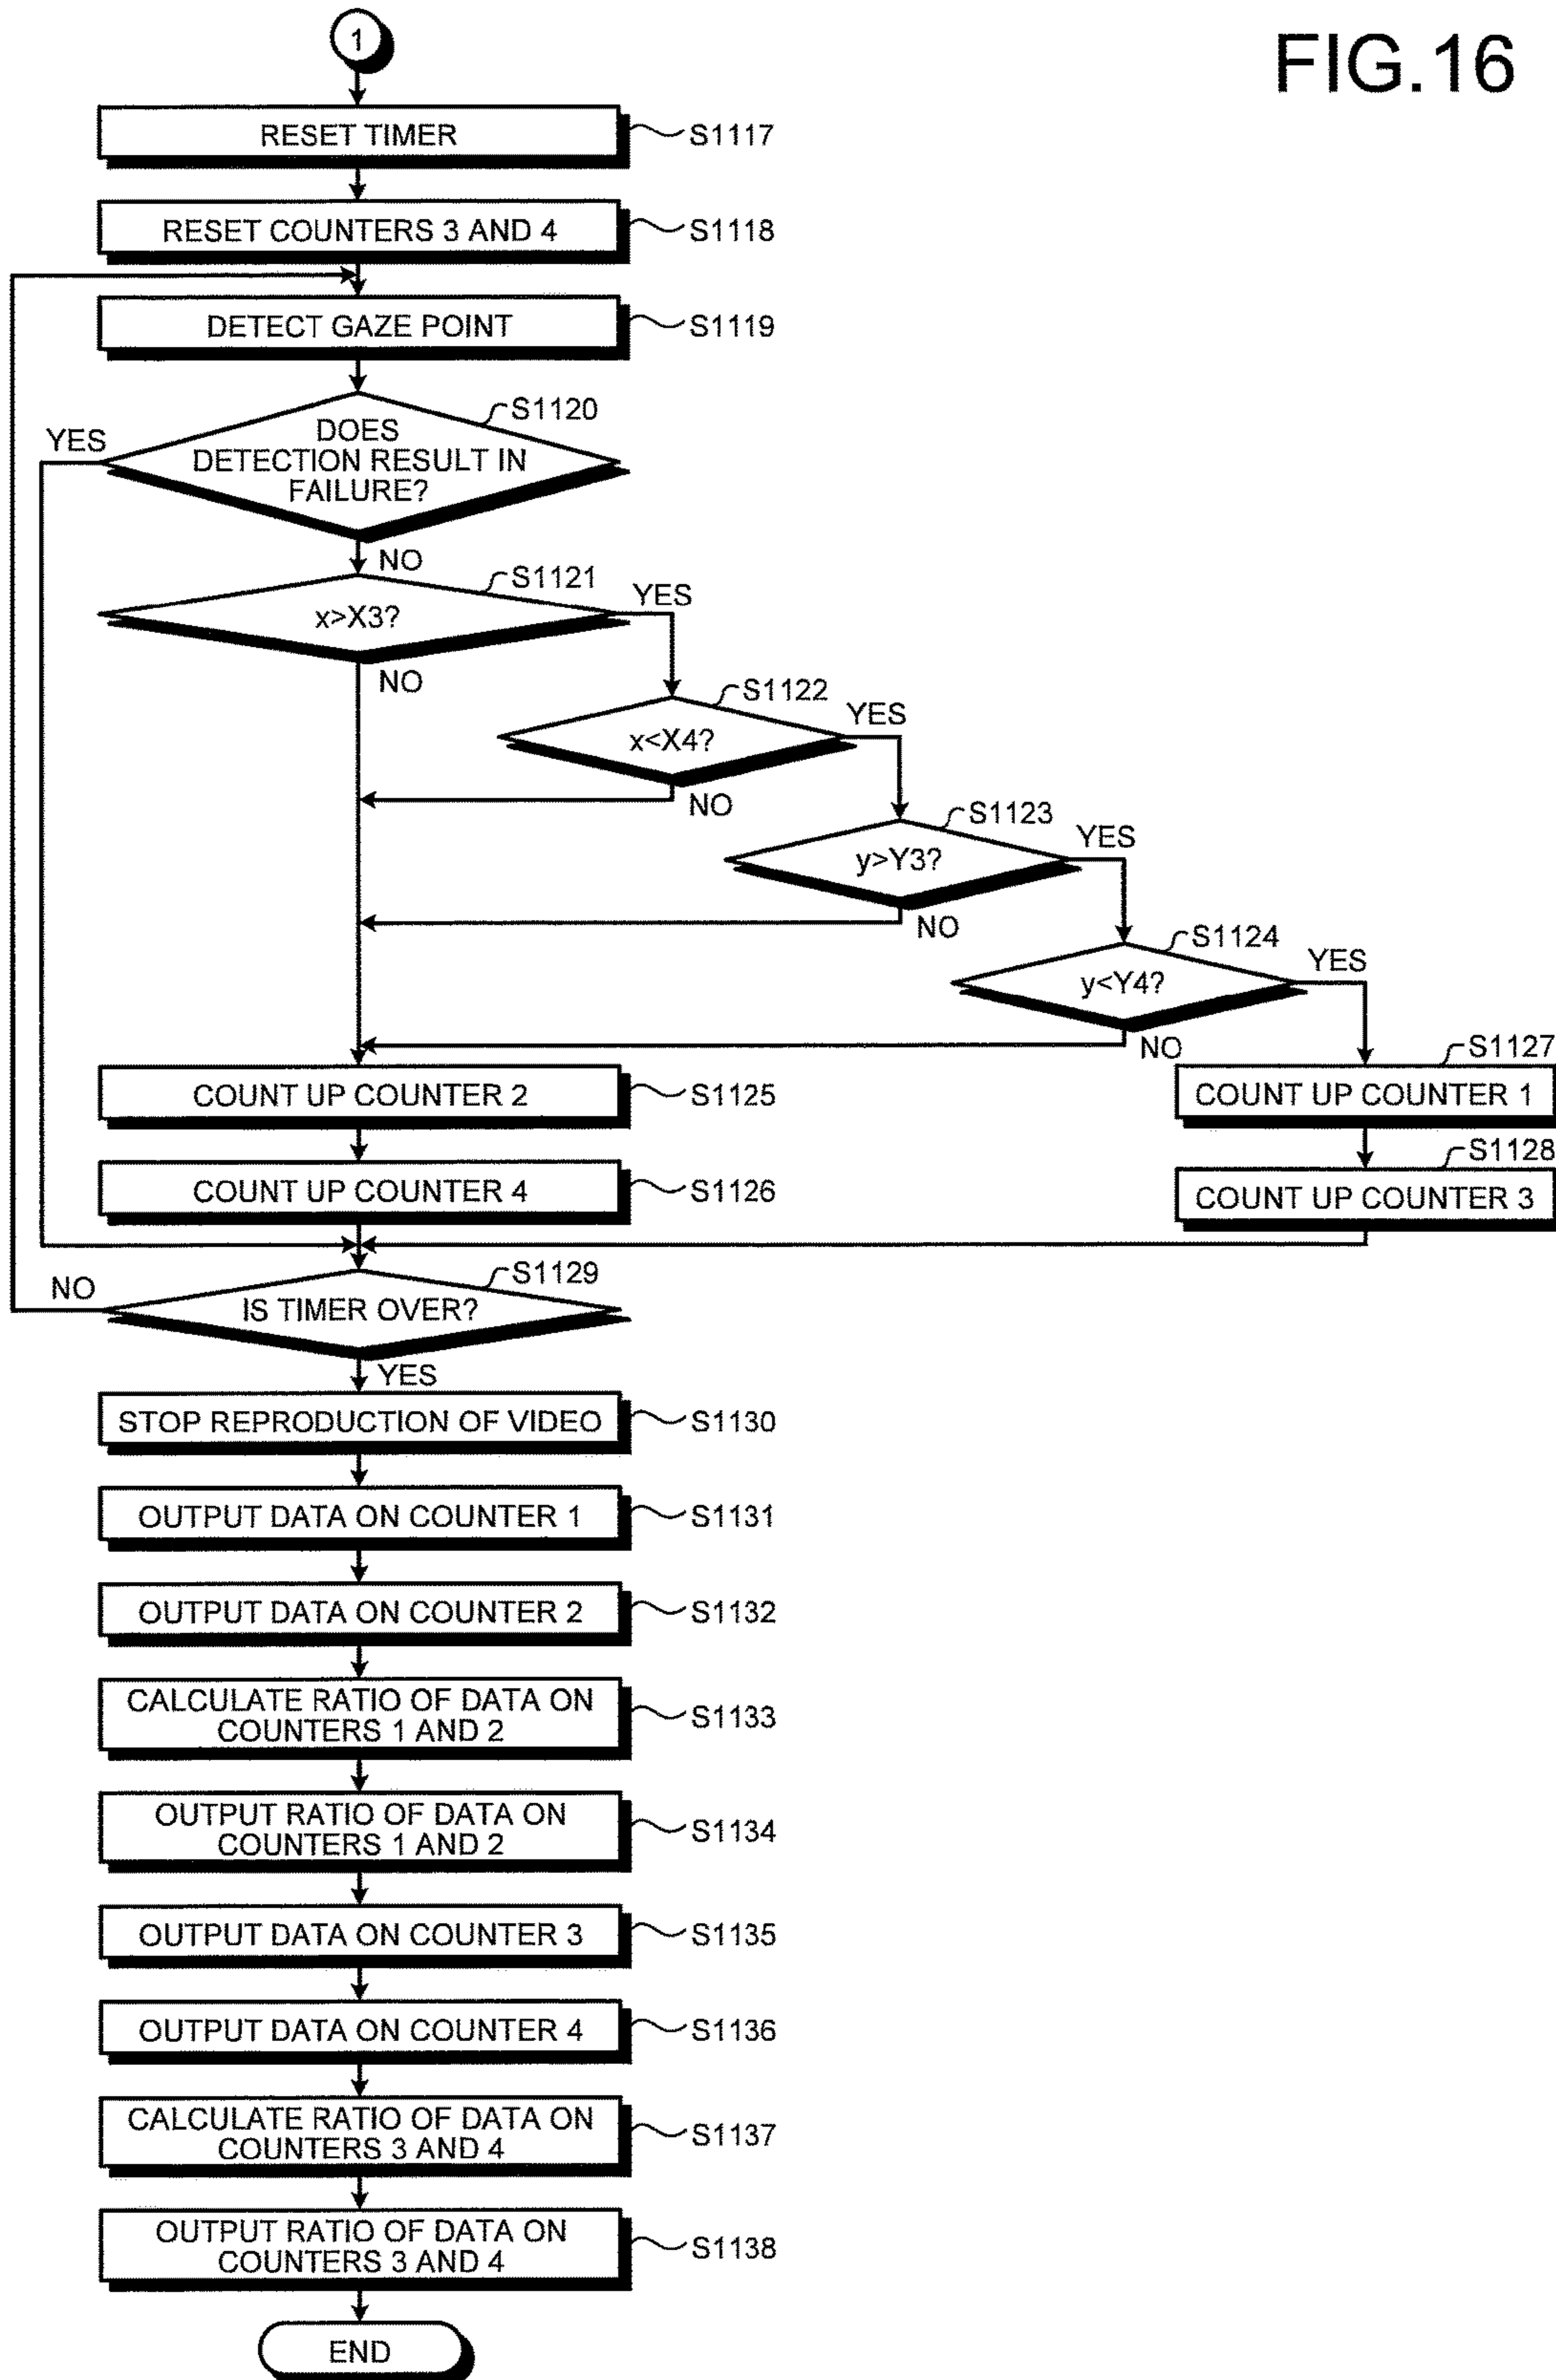 FIG.16
1
RESET TIMER
S1117
RESET COUNTERS 3 AND 4
S1118
DETECT GAZE POINT
S1119
S1120
YES
DOES
DETECTION RESULT IN
FAILURE?
NO
S1121
YES
x>X3?
NO
S1122
YES
x<X4?
NO
S1123
YES
y>Y3?
NO
S1124
YES
y<Y4?
NO
S1127
COUNT UP COUNTER 2
S1125
COUNT UP COUNTER 1
S1128
COUNT UP COUNTER 4
S1126
COUNT UP COUNTER 3
S1129
NO
IS TIMER OVER?
YES
STOP REPRODUCTION OF VIDEO
S1130
OUTPUT DATA ON COUNTER 1
S1131
OUTPUT DATA ON COUNTER 2
S1132
CALCULATE RATIO OF DATA ON
COUNTERS 1 AND 2
S1133
OUTPUT RATIO OF DATA ON
COUNTERS 1 AND 2
S1134
OUTPUT DATA ON COUNTER 3
S1135
OUTPUT DATA ON COUNTER 4
S1136
CALCULATE RATIO OF DATA ON
COUNTERS 3 AND 4
S1137
OUTPUT RATIO OF DATA ON
COUNTERS 3 AND 4
S1138
END